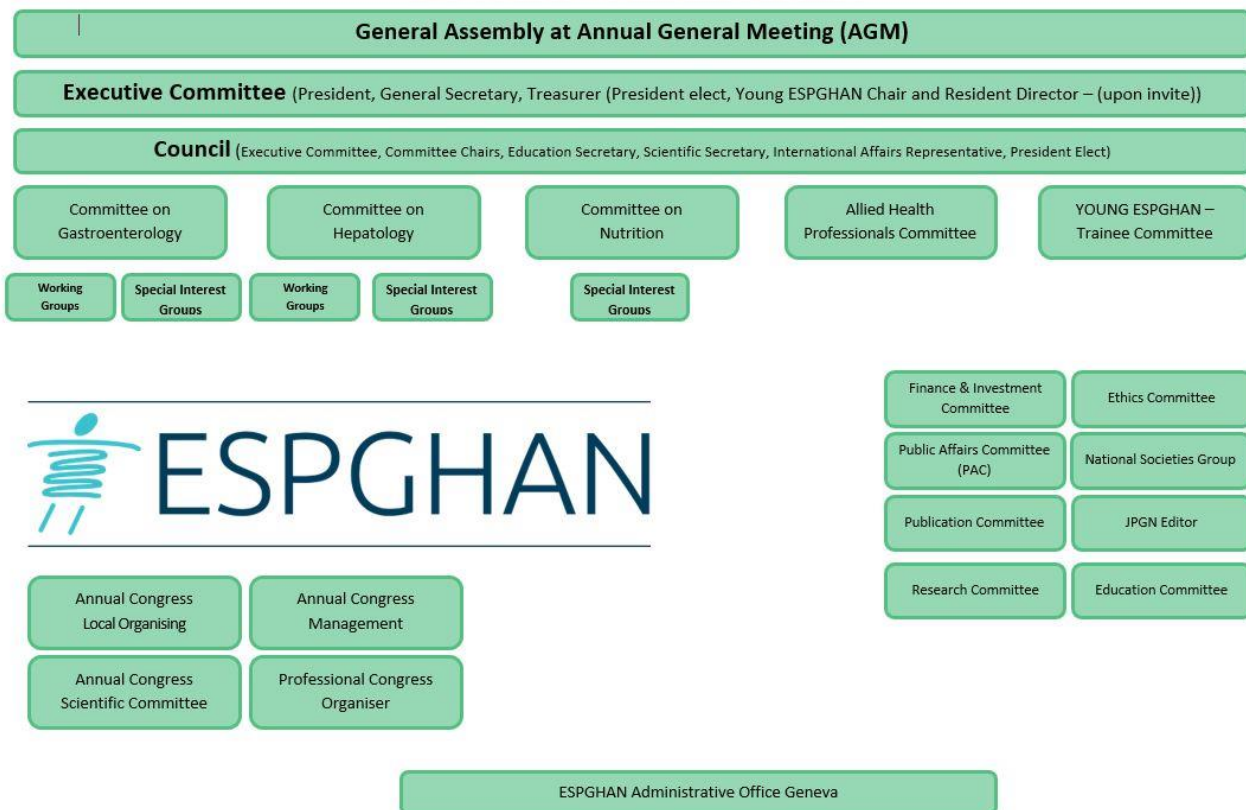 General Assembly at Annual General Meeting (AGM)
Executive Committee (President, General Secretary, Treasurer (President elect, Young ESPGHAN Chair and Resident Director – (upon invite))
Council (Executive Committee, Committee Chairs, Education Secretary, Scientific Secretary, International Affairs Representative, President Elect)
Committee on
Gastroenterology
Committee on
Hepatology
Committee on
Nutrition
Allied Health
Professionals Committee
YOUNG ESPGHAN –
Trainee Committee
Working
Groups
Special Interest
Groups
Working
Groups
Special Interest
Groups
Special Interest
Groups
ESPGHAN
Finance & Investment
Committee
Ethics Committee
Public Affairs Committee
(PAC)
National Societies Group
Publication Committee
JPGN Editor
Research Committee
Education Committee
Annual Congress
Local Organising
Annual Congress
Management
Annual Congress
Scientific Committee
Professional Congress
Organiser
ESPGHAN Administrative Office Geneva